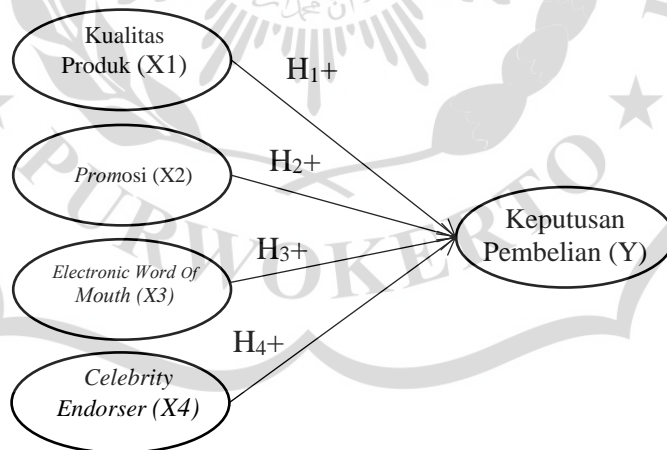 Kualitas
Produk (X1)
H1+
Promosi (X2)
H2+
Keputusan
Pembelian (Y)
Electronic Word Of
Mouth (X3)
H3+
H4+
Celebrity
Endorser (X4)
PURWOKERTO